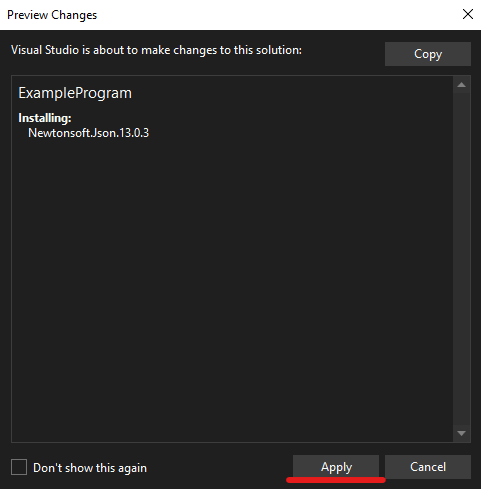 Preview Changes
Visual Studio is about to make changes to this solution:
Copy
ExampleProgram
Installing:
Newtonsoft.Json.13.0.3
Don't show this again
Apply
Cancel